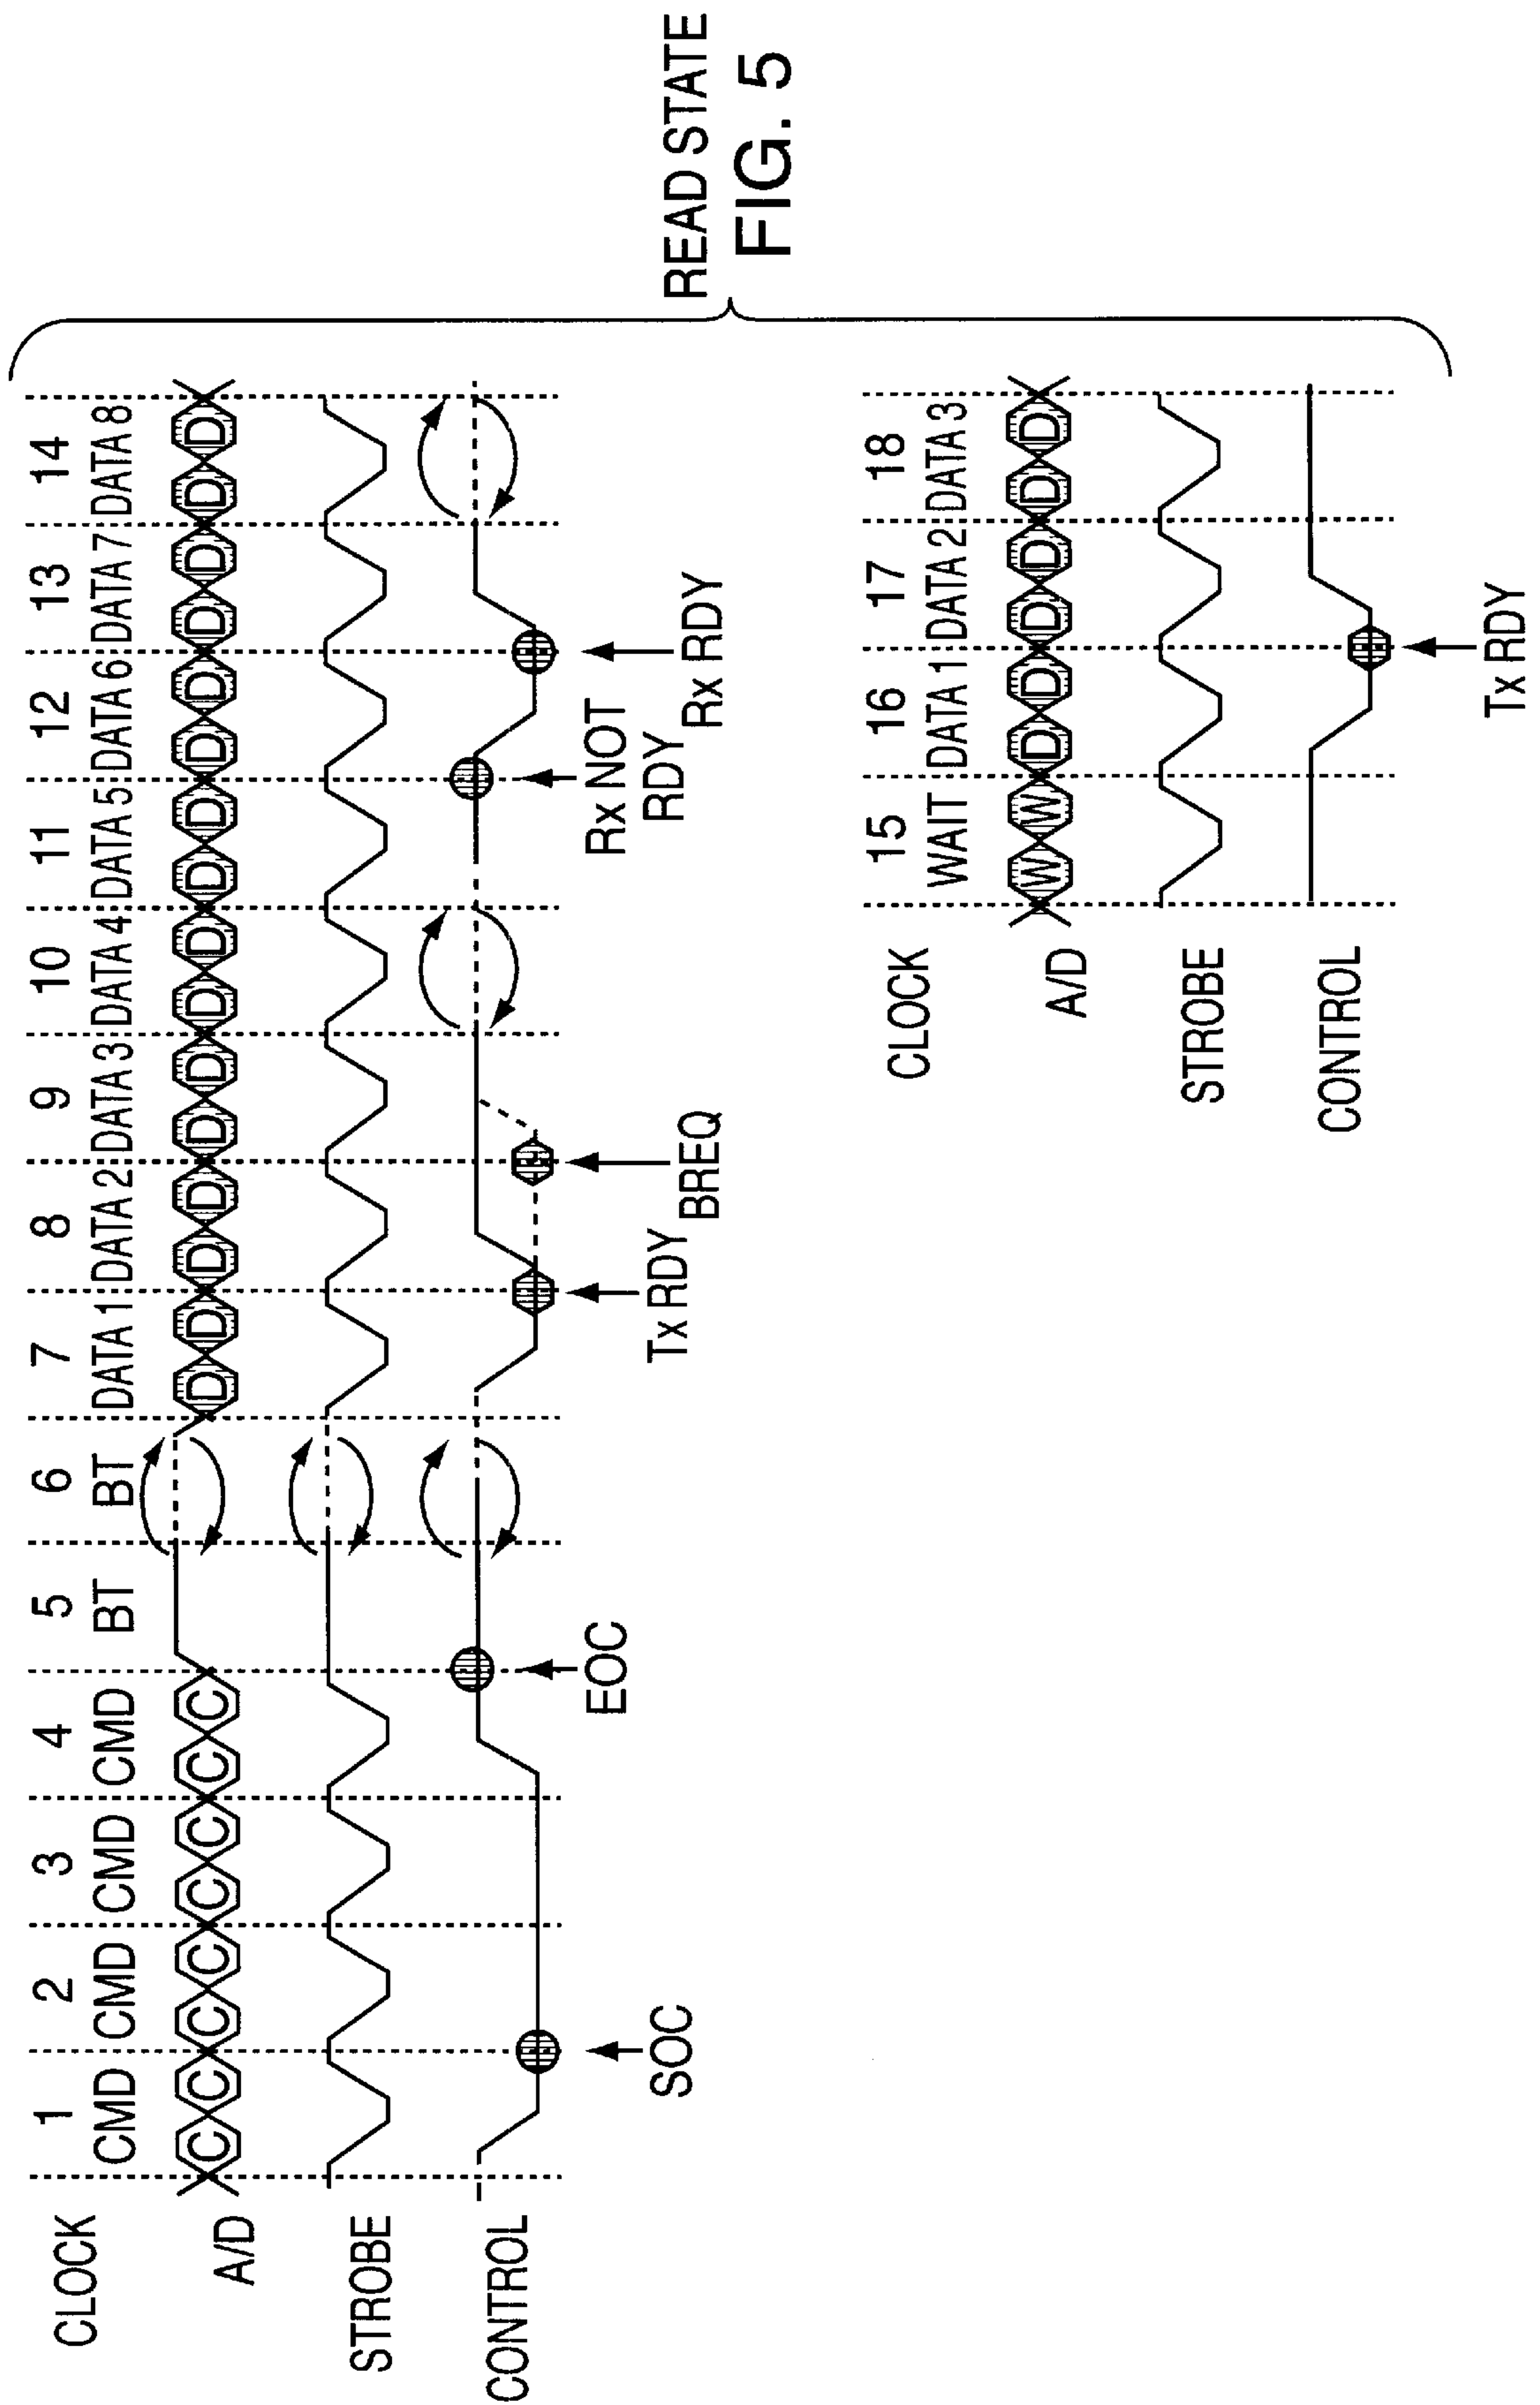 1 2 3 4 5 6 7 8 9 10 11 12 13 14
CLOCK CMD CMD CMD CMD BT BT DATA 1 DATA 2 DATA 3 DATA 4 DATA 5 DATA 6 DATA 7 DATA 8
A/D C C C C C C C C D D D D D D D D D D D D D D D D
STROBE
CONTROL
SOC
EOC
Tx RDY
BREQ
Rx NOT
RDY
Rx RDY
15 16 17 18
CLOCK WAIT DATA 1 DATA 2 DATA 3
A/D W W D D D D D D
STROBE
CONTROL
Tx RDY
READ STATE
FIG. 5